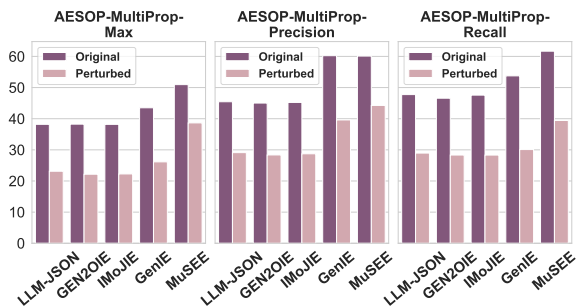 AESOP-MultiProp-
Max
AESOP-MultiProp-
Precision
AESOP-MultiProp-
Recall
60
50
40
30
20
10
0
Original
Perturbed
Original
Perturbed
Original
Perturbed
LLM-JSON
GEN2OIE
IMoJIE
GenIE
MuSEE
LLM-JSON
GEN2OIE
IMoJIE
GenIE
MuSEE
LLM-JSON
GEN2OIE
IMoJIE
GenIE
MuSEE